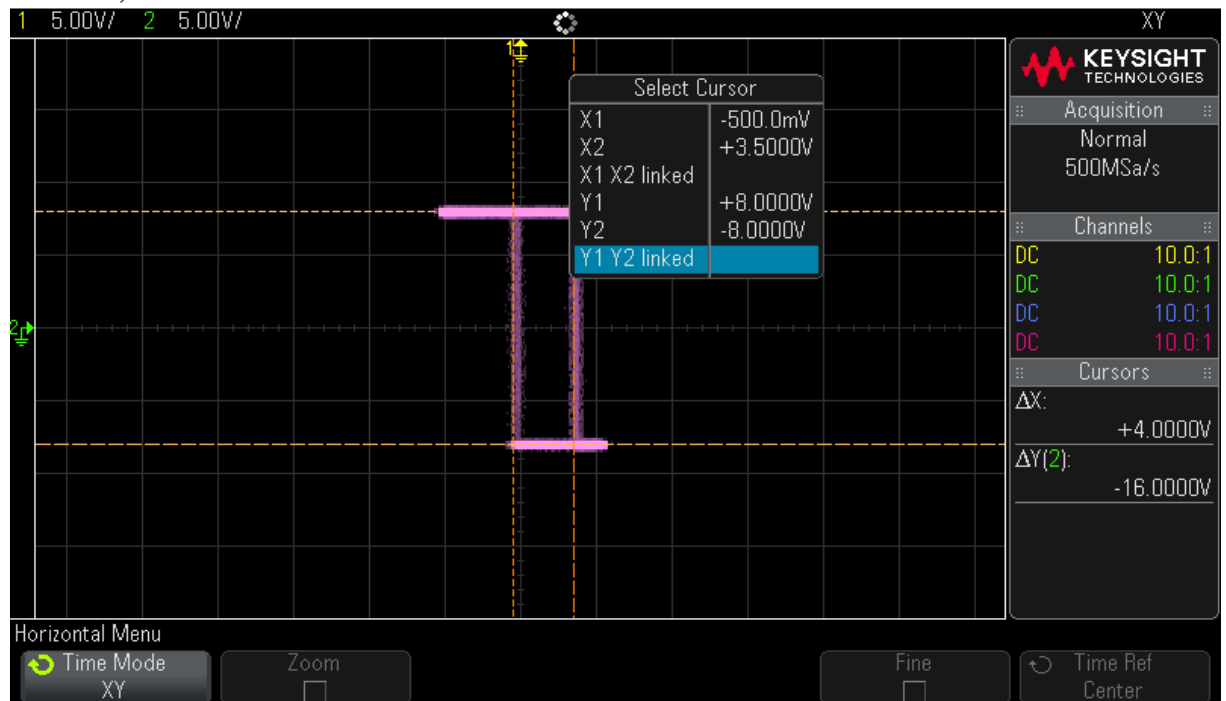 1 5.00V/ 2 5.00V/ XY
1
KEYSIGHT
TECHNOLOGIES
Select Cursor
X1 -500.0mV
X2 +3.5000V
X1 X2 linked
Y1 +8.0000V
Y2 -8.0000V
Y1 Y2 linked
2
Acquisition
Normal
500MSa/s
Channels
DC 10.0:1
DC 10.0:1
DC 10.0:1
DC 10.0:1
Cursors
ΔX:
+4.0000V
ΔY(2):
-16.0000V
Horizontal Menu
Time Mode
XY
Zoom
Fine
Time Ref
Center